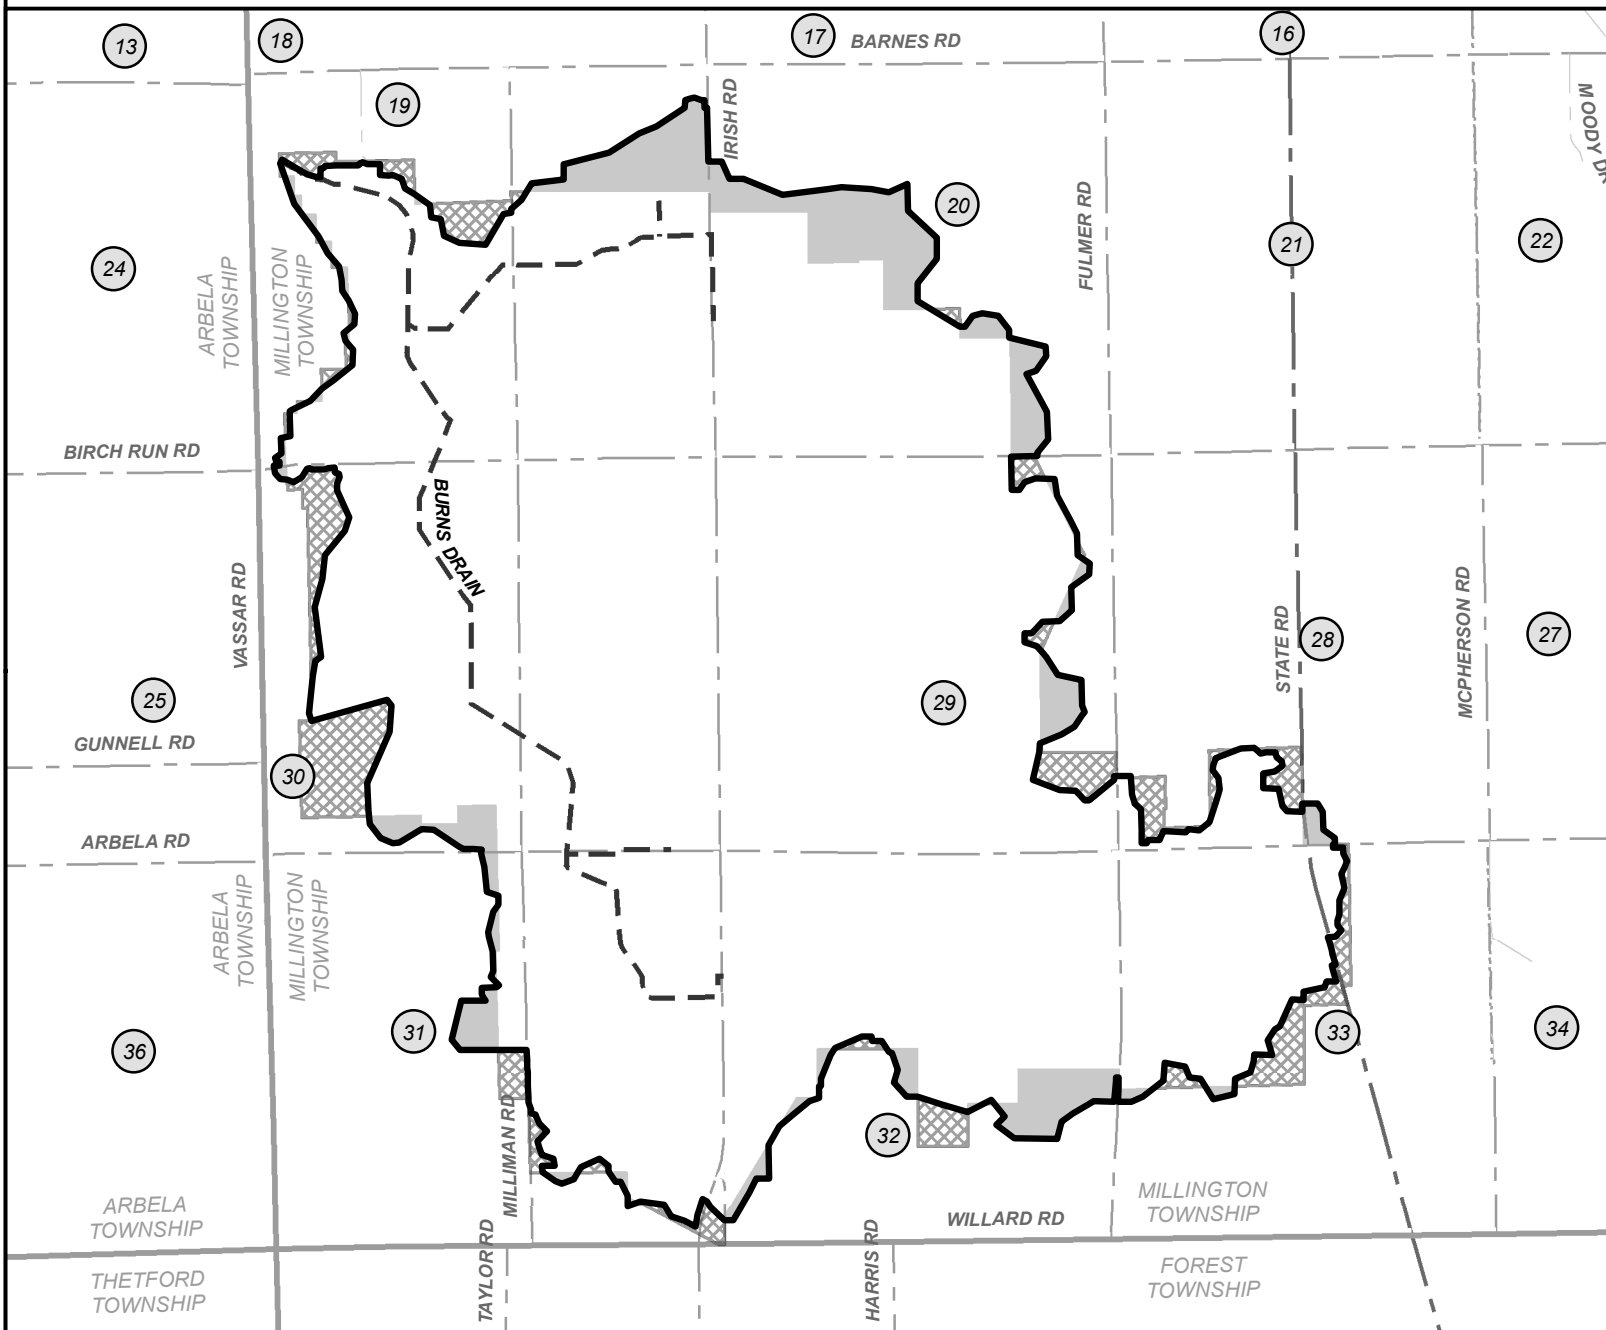 13
18
17
BARNES RD
16
19
IRISH RD
MOODY DR
20
FULMER RD
21
22
24
ARBELA
TOWNSHIP
MILLINGTON
TOWNSHIP
BIRCH RUN RD
BURNS DRAIN
VASSAR RD
STATE RD
28
MCPHERSON RD
27
25
29
GUNNELL RD
30
ARBELA RD
ARBELA
TOWNSHIP
MILLINGTON
TOWNSHIP
36
31
33
34
32
MILLIMAN RD
ARBELA
TOWNSHIP
MILLINGTON
TOWNSHIP
WILLARD RD
TAYLOR RD
HARRIS RD
THETFORD
TOWNSHIP
FOREST
TOWNSHIP